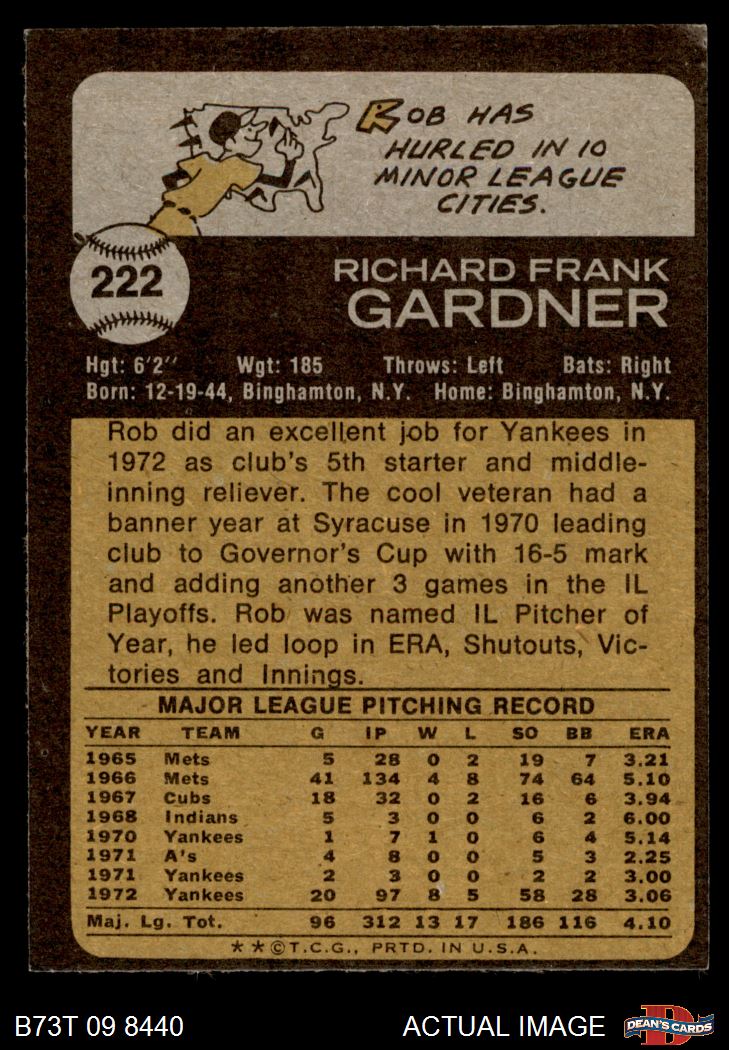 ROB HAS
HURLED IN 10
MINOR LEAGUE
CITIES.
222
RICHARD FRANK
GARDNER
Hgt: 6'2'' Wgt: 185 Throws: Left Bats: Right
Born: 12-19-44, Binghamton, N.Y. Home: Binghamton, N.Y.
Rob did an excellent job for Yankees in
1972 as club's 5th starter and middle-
inning reliever. The cool veteran had a
banner year at Syracuse in 1970 leading
club to Governor's Cup with 16-5 mark
and adding another 3 games in the IL
Playoffs. Rob was named IL Pitcher of
Year, he led loop in ERA, Shutouts, Vic-
tories and Innings.
MAJOR LEAGUE PITCHING RECORD
YEAR TEAM G IP W L SO BB ERA
1965 Mets 5 28 0 2 19 7 3.21
1966 Mets 41 134 4 8 74 64 5.10
1967 Cubs 18 32 0 2 16 6 3.94
1968 Indians 5 3 0 0 6 2 6.00
1970 Yankees 1 7 1 0 6 4 5.14
1971 A's 4 8 0 0 5 3 2.25
1971 Yankees 2 3 0 0 2 2 3.00
1972 Yankees 20 97 8 5 58 28 3.06
Maj. Lg. Tot. 96 312 13 17 186 116 4.10
**©T.C.G., PRTD. IN U.S.A.
B73T 09 8440 ACTUAL IMAGE DEAN'S CARDS